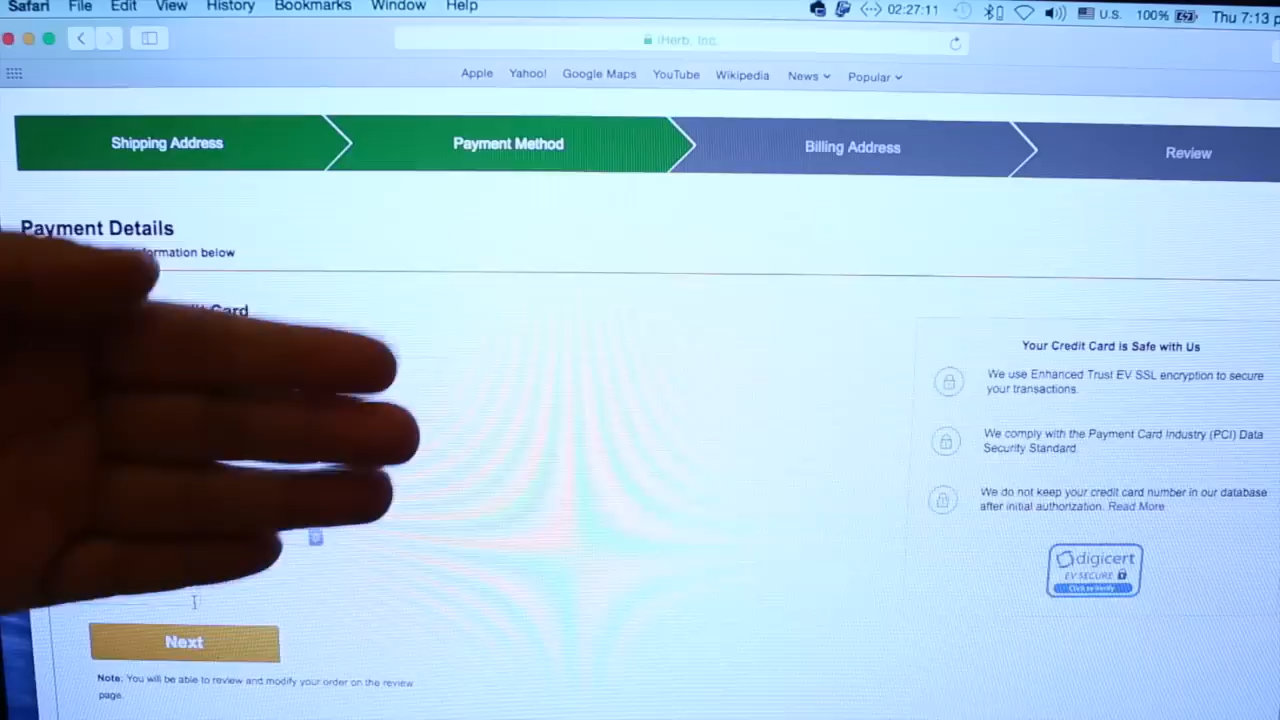 Safari File Edit View History Bookmarks Window Help 02:27:11 U.S. 100% Thu 7:13 p
iHerb, Inc.
Apple Yahoo! Google Maps YouTube Wikipedia News Popular
Shipping Address Payment Method Billing Address Review
Payment Details
information below
Card
Your Credit Card is Safe with Us
We use Enhanced Trust EV SSL encryption to secure
your transactions.
We comply with the Payment Card Industry (PCI) Data
Security Standard.
We do not keep your credit card number in our database
after initial authorization. Read More
digicert
EV SECURE
Click to Verify
Next
Note: You will be able to review and modify your order on the review
page.